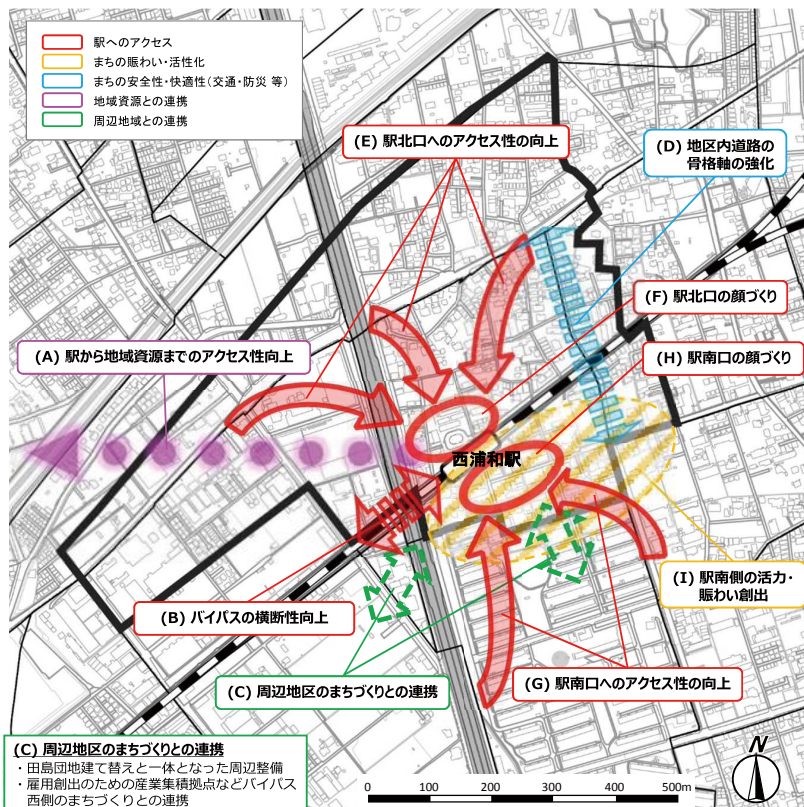 駅へのアクセス
まちの賑わい・活性化
まちの安全性・快適性(交通・防災 等)
地域資源との連携
周辺地域との連携
(E) 駅北口へのアクセス性の向上
(D) 地区内道路の
骨格軸の強化
(F) 駅北口の顔づくり
(H) 駅南口の顔づくり
(A) 駅から地域資源までのアクセス性向上
西浦和駅
(I) 駅南側の活力・
賑わい創出
(B) バイパスの横断性向上
(C) 周辺地区のまちづくりとの連携
(G) 駅南口へのアクセス性の向上
(C) 周辺地区のまちづくりとの連携
・田島団地建て替えと一体となった周辺整備
・雇用創出のための産業集積拠点などバイパス
西側のまちづくりとの連携
0 100 200 300 400 500m
N